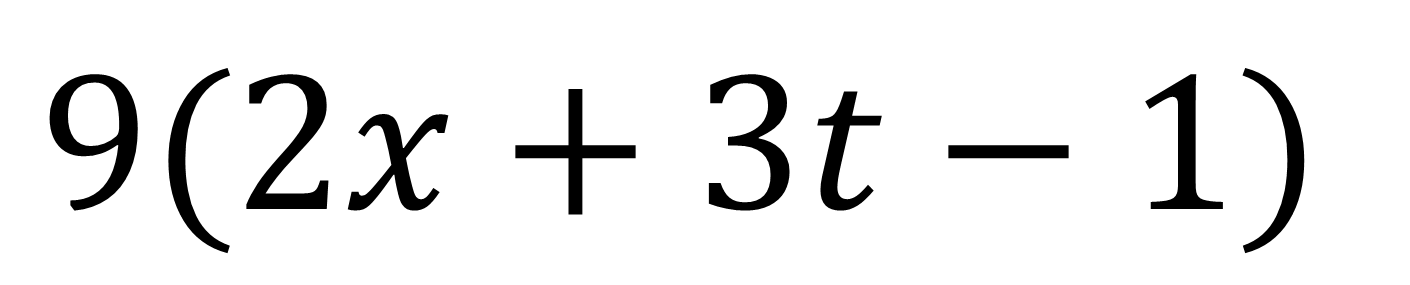 9(2x + 3t − 1)